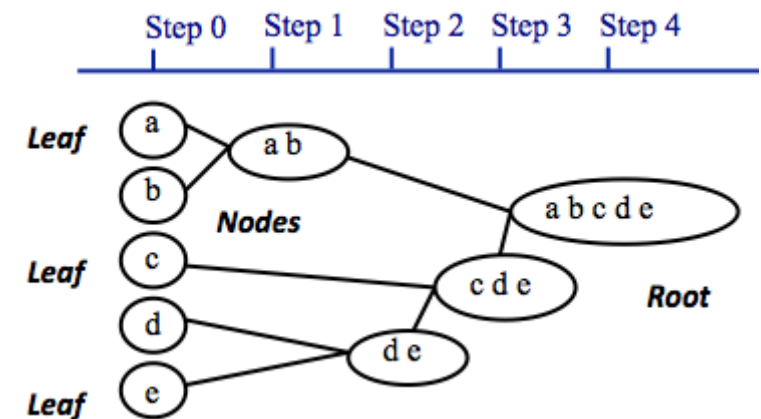 Step 0 Step 1 Step 2 Step 3 Step 4
Leaf
a
a b
b
a b c d e
Nodes
Leaf
c
c d e
Root
d
d e
Leaf
e